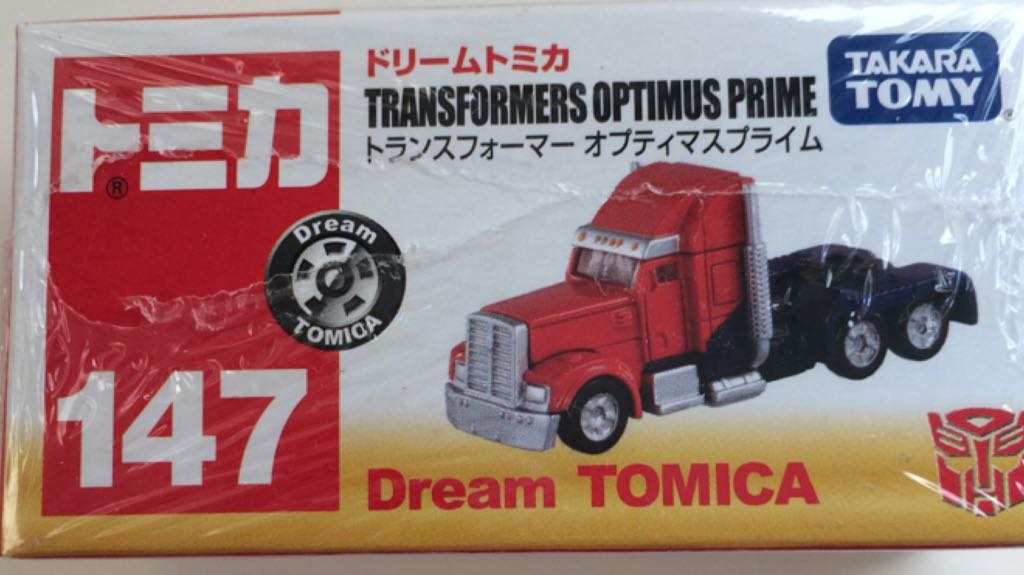 トミカ
®
Dream
TOMICA
147
ドリームトミカ
TRANSFORMERS OPTIMUS PRIME
トランスフォーマー オプティマスプライム
TAKARA
TOMY
Dream TOMICA